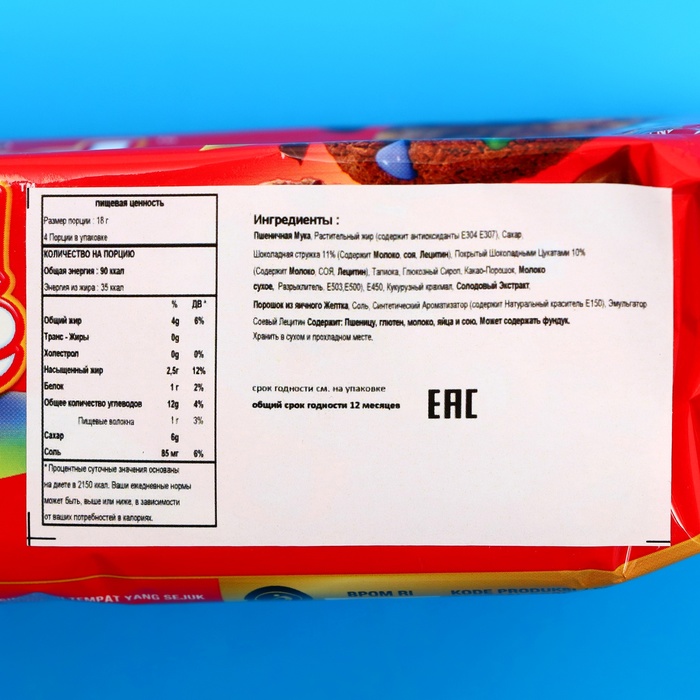 TM
пищевая ценность
Размер порции : 18 г
4 Порции в упаковке
КОЛИЧЕСТВО НА ПОРЦИЮ
Общая энергия : 90 ккал
Энергия из жира : 35 ккал
% ДВ *
Общий жир 4g 6%
Транс - Жиры 0g
Холестрол 0g 0%
Насыщенный жир 2,5г 12%
Белок 1 г 2%
Общее количество углеводов 12g 4%
Пищевые волокна 1 г 3%
Сахар 6g
Соль 85 мг 6%
* Процентные суточные значения основаны
на диете в 2150 ккал. Ваши ежедневные нормы
может быть, выше или ниже, в зависимости
от ваших потребностей в калориях.
Ингредиенты :
Пшеничная Мука, Растительный жир (содержит антиоксиданты E304 E307), Сахар,
Шоколадная стружка 11% (Содержит Молоко, соя, Лецитин), Покрытый Шоколадными Цукатами 10%
(Содержит Молоко, СОЯ, Лецитин), Тапиока, Глюкозный Сироп, Какао-Порошок, Молоко
сухое, Разрыхлитель, E503,E500), E450, Кукурузный крахмал, Солодовый Экстракт,
Порошок из яичного Желтка, Соль, Синтетический Ароматизатор (содержит Натуральный краситель E150), Эмульгатор
Соевый Лецитин Содержит: Пшеницу, глютен, молоко, яйца и сою, Может содержать фундук.
Хранить в сухом и прохладном месте.
срок годности см. на упаковке
общий срок годности 12 месяцев
EAC
TEMPAT YANG SEJUK
BPOM RI
KODE PRODUKSI